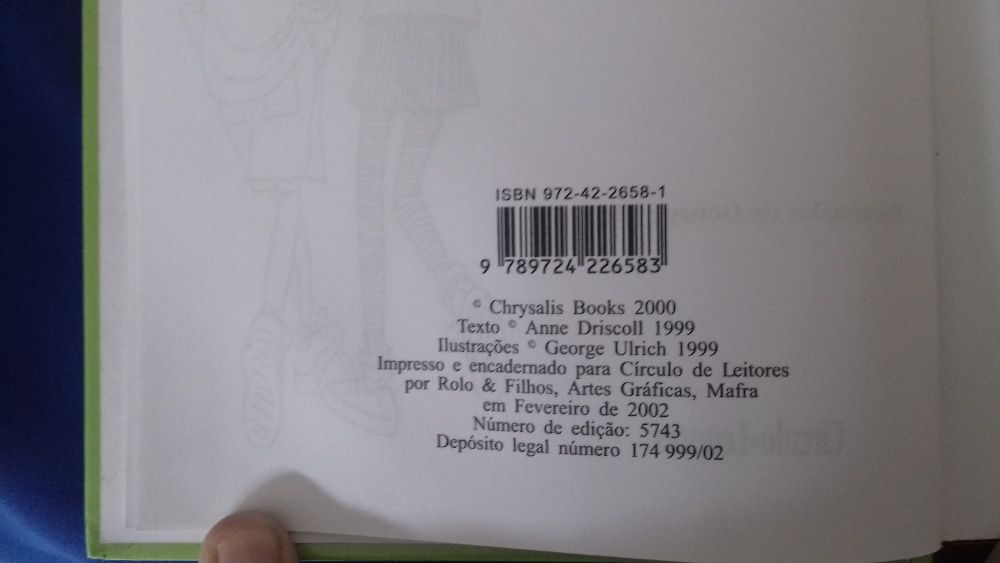 ISBN 972-42-2658-1
9 789724 226583
© Chrysalis Books 2000
Texto © Anne Driscoll 1999
Ilustrações © George Ulrich 1999
Impresso e encadernado para Círculo de Leitores
por Rolo & Filhos, Artes Gráficas, Mafra
em Fevereiro de 2002
Número de edição: 5743
Depósito legal número 174 999/02